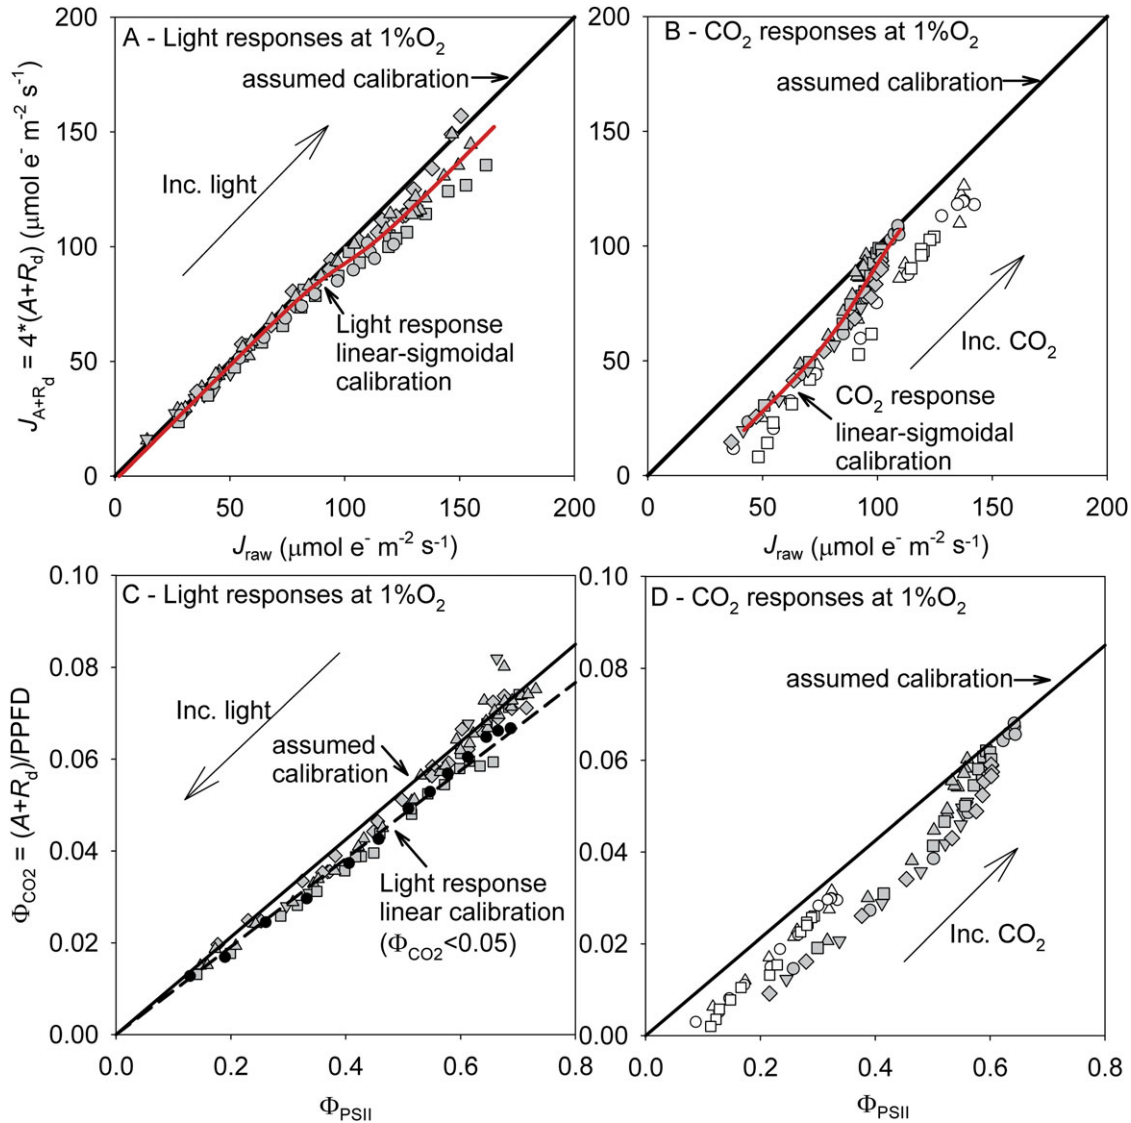 A - Light responses at 1%O2
assumed calibration
Inc. light
Light response
linear-sigmoidal
calibration
200
150
100
50
0
0 50 100 150 200
J_A+Rd = 4*(A+Rd) (μmol e- m-2 s-1)
Jraw (μmol e- m-2 s-1)
B - CO2 responses at 1%O2
assumed calibration
Inc. CO2
CO2 response
linear-sigmoidal
calibration
200
150
100
50
0
0 50 100 150 200
Jraw (μmol e- m-2 s-1)
C - Light responses at 1%O2
Inc. light
assumed
calibration
Light response
linear calibration
(ΦCO2<0.05)
0.10
0.08
0.06
0.04
0.02
0.00
0.0 0.2 0.4 0.6 0.8
ΦCO2 = (A+Rd)/PPFD
ΦPSII
D - CO2 responses at 1%O2
assumed calibration
Inc. CO2
0.10
0.08
0.06
0.04
0.02
0.00
0.0 0.2 0.4 0.6 0.8
ΦPSII